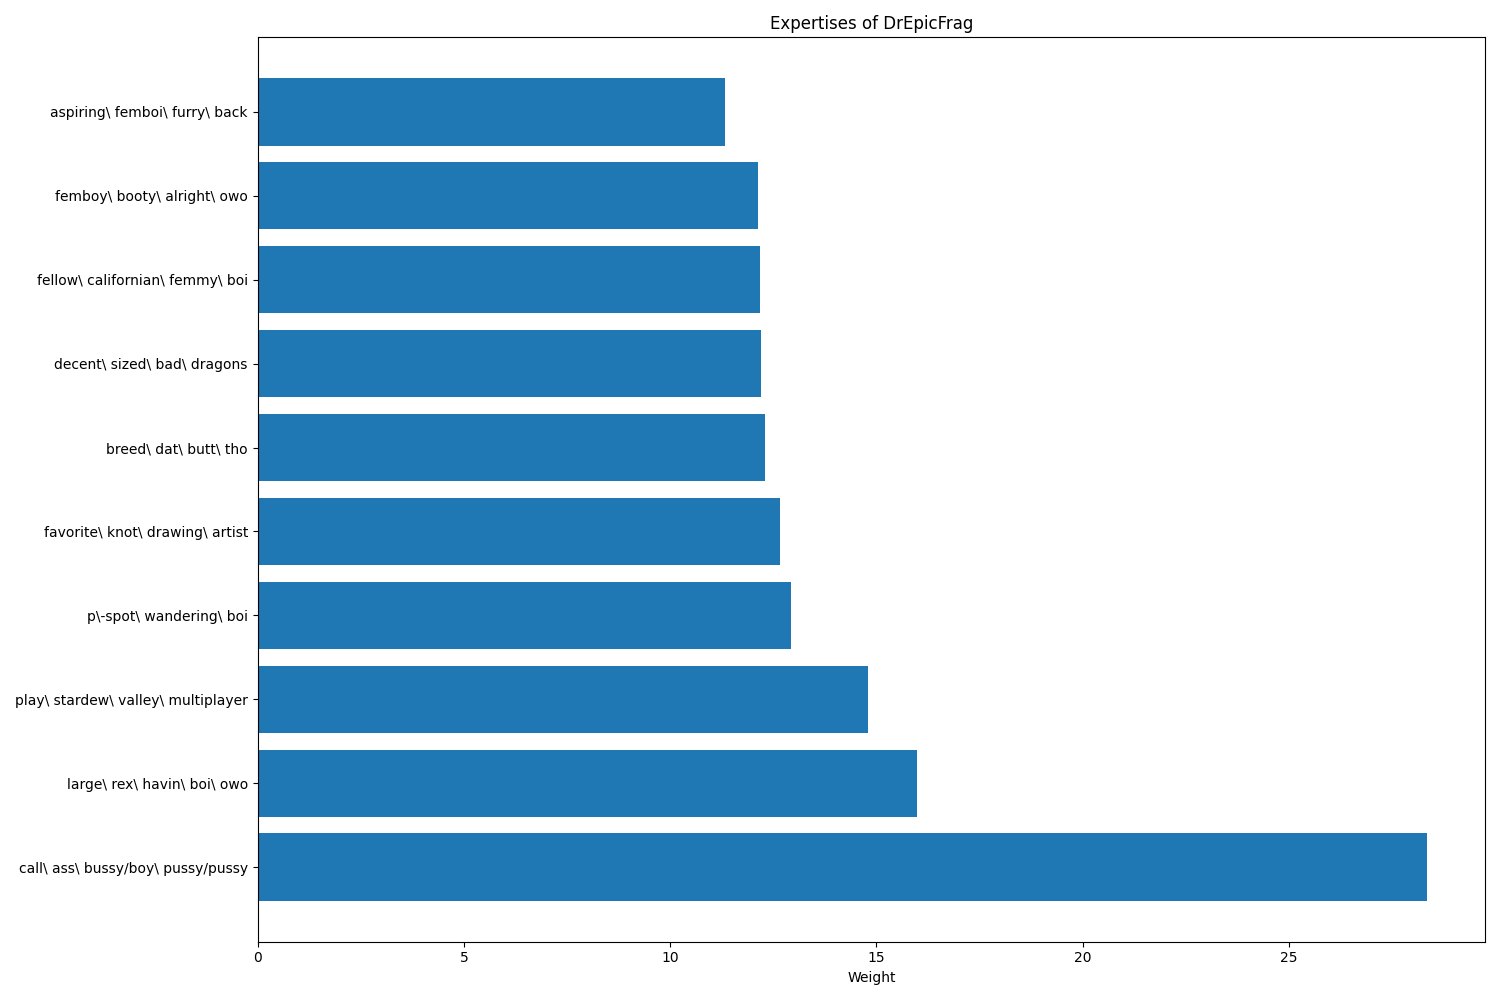 Expertises of DrEpicFrag
aspiring\ femboi\ furry\ back
femboy\ booty\ alright\ owo
fellow\ californian\ femmy\ boi
decent\ sized\ bad\ dragons
breed\ dat\ butt\ tho
favorite\ knot\ drawing\ artist
p\-spot\ wandering\ boi
play\ stardew\ valley\ multiplayer
large\ rex\ havin\ boi\ owo
call\ ass\ bussy/boy\ pussy/pussy
0 5 10 15 20 25
Weight